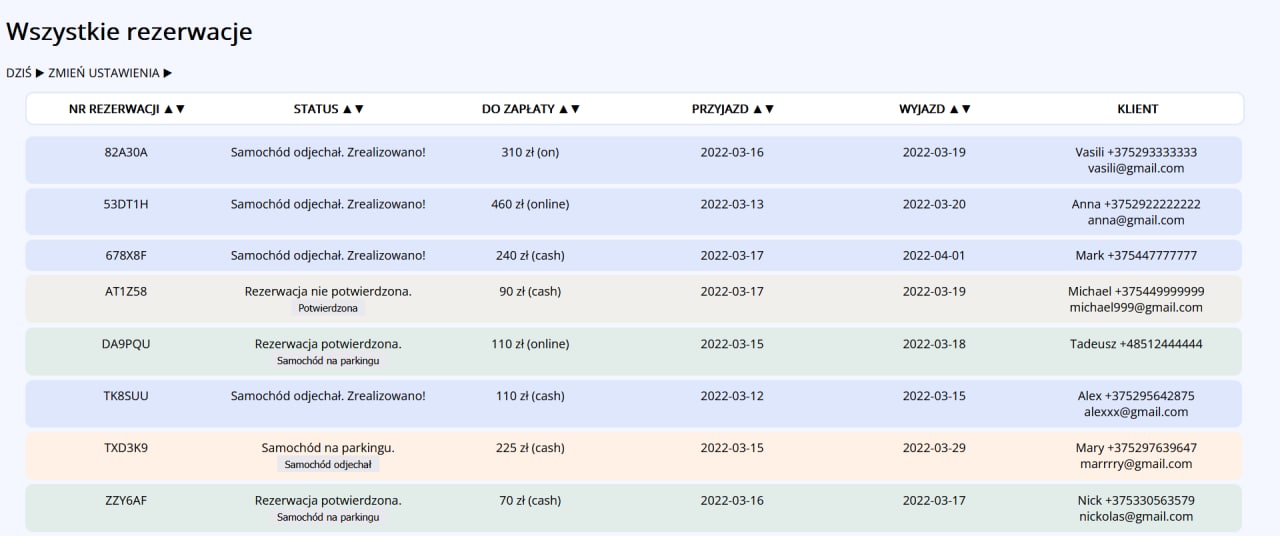 Wszystkie rezerwacje
DZIŚ ▶ ZMIEŃ USTAWIENIA ▶
NR REZERWACJI ▲▼ STATUS ▲▼ DO ZAPŁATY ▲▼ PRZYJAZD ▲▼ WYJAZD ▲▼ KLIENT
82A30A Samochód odjechał. Zrealizowano! 310 zł (on) 2022-03-16 2022-03-19 Vasili +375293333333
vasili@gmail.com
53DT1H Samochód odjechał. Zrealizowano! 460 zł (online) 2022-03-13 2022-03-20 Anna +3752922222222
anna@gmail.com
678X8F Samochód odjechał. Zrealizowano! 240 zł (cash) 2022-03-17 2022-04-01 Mark +375447777777
AT1Z58 Rezerwacja nie potwierdzona. 90 zł (cash) 2022-03-17 2022-03-19 Michael +375449999999
Potwierdzona michael999@gmail.com
DA9PQU Rezerwacja potwierdzona. 110 zł (online) 2022-03-15 2022-03-18 Tadeusz +48512444444
Samochód na parkingu
TK8SUU Samochód odjechał. Zrealizowano! 110 zł (cash) 2022-03-12 2022-03-15 Alex +375295642875
alexxx@gmail.com
TXD3K9 Samochód na parkingu. 225 zł (cash) 2022-03-15 2022-03-29 Mary +375297639647
Samochód odjechał marrrry@gmail.com
ZZY6AF Rezerwacja potwierdzona. 70 zł (cash) 2022-03-16 2022-03-17 Nick +375330563579
Samochód na parkingu nickolas@gmail.com